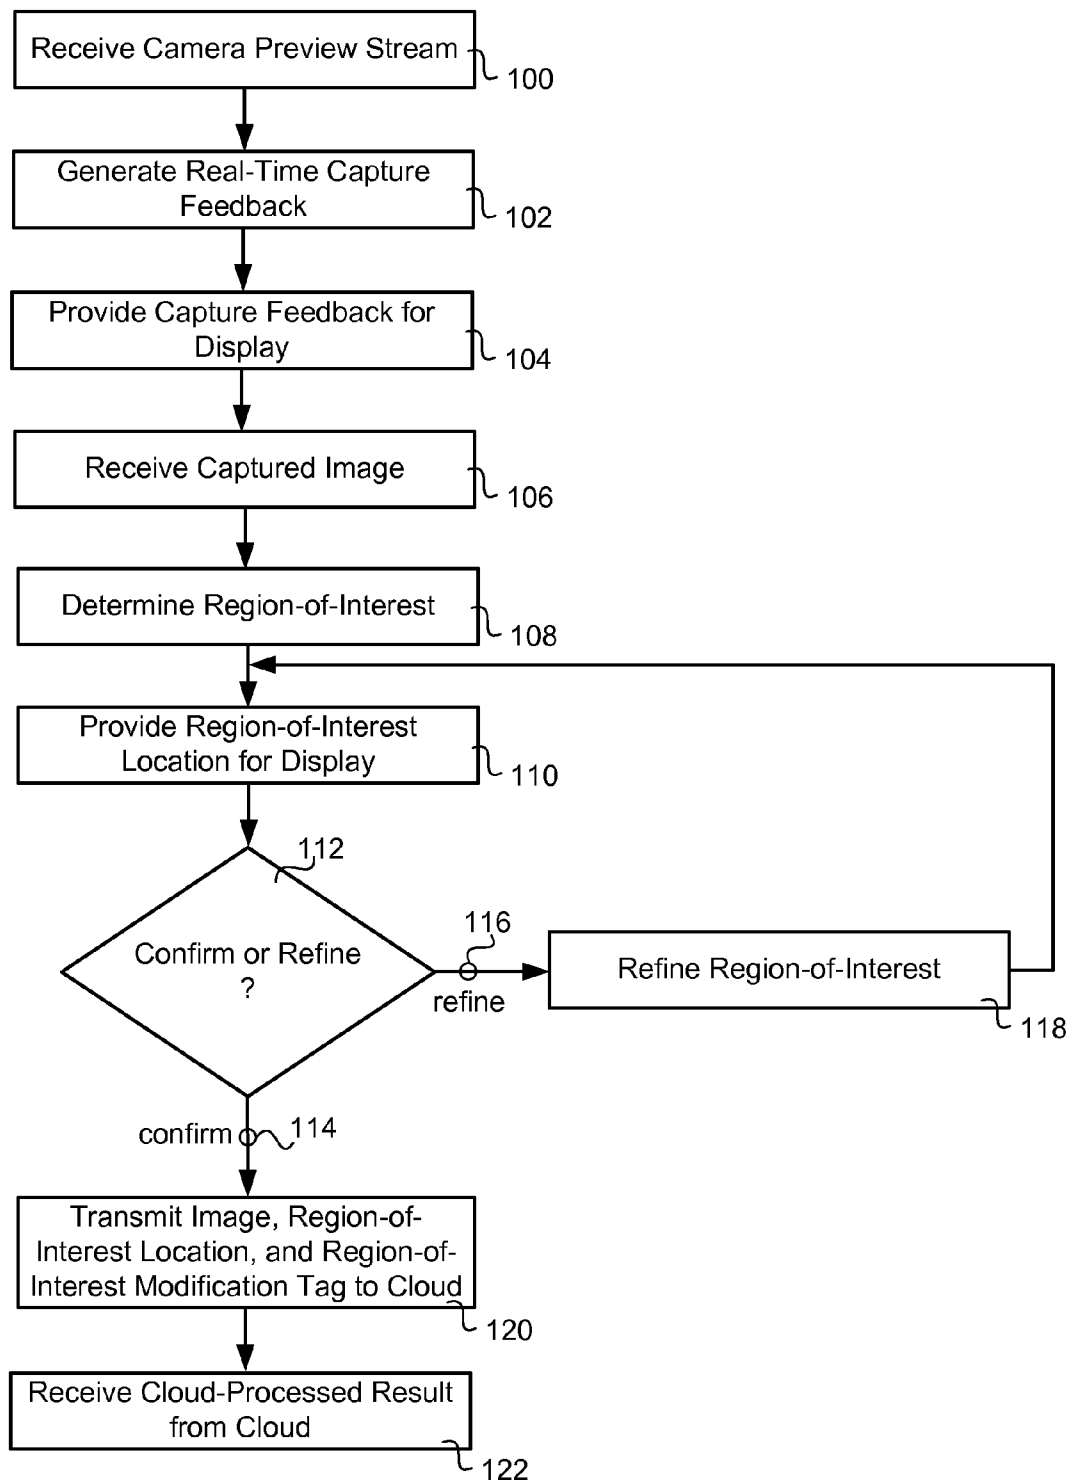 Receive Camera Preview Stream
100
Generate Real-Time Capture
Feedback
102
Provide Capture Feedback for
Display
104
Receive Captured Image
106
Determine Region-of-Interest
108
Provide Region-of-Interest
Location for Display
110
112
Confirm or Refine
?
116
refine
Refine Region-of-Interest
118
confirm
114
Transmit Image, Region-of-
Interest Location, and Region-of-
Interest Modification Tag to Cloud
120
Receive Cloud-Processed Result
from Cloud
122